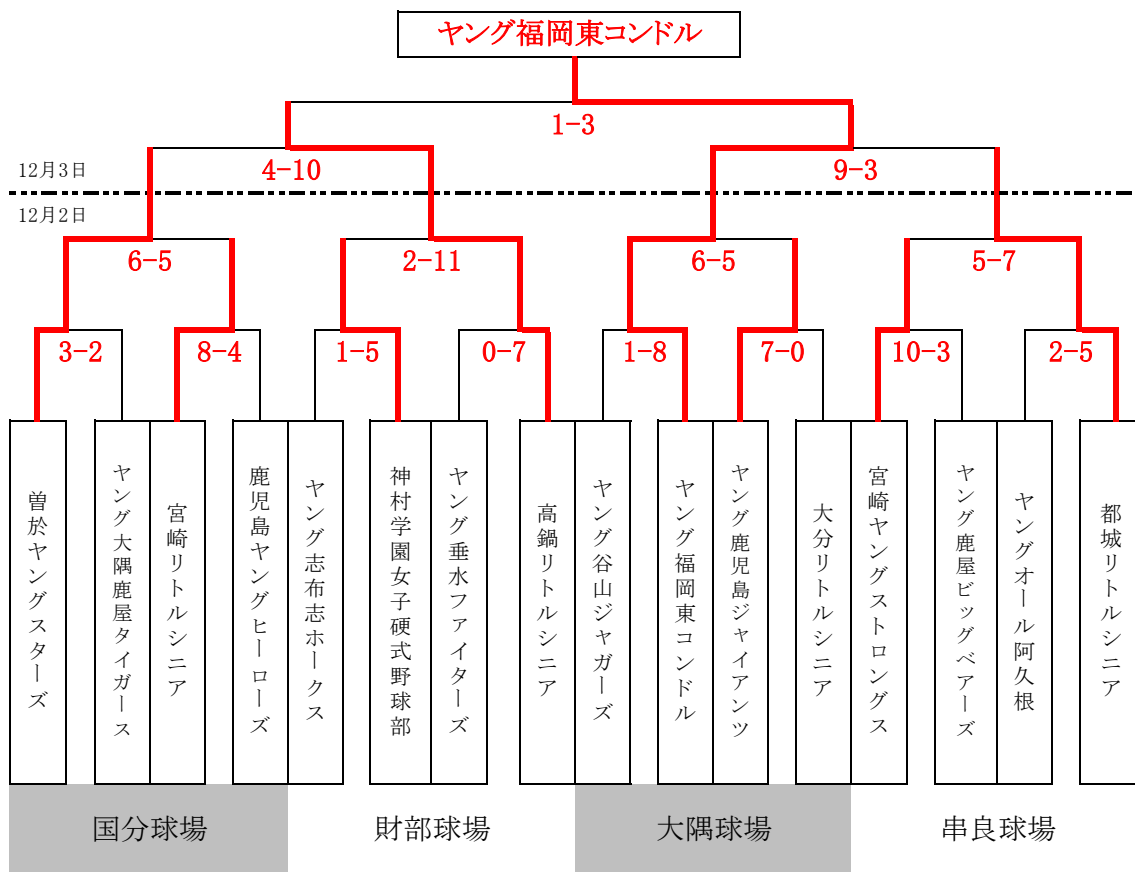 ヤング福岡東コンドル
1-3
12月3日
4-10
9-3
12月2日
6-5
2-11
6-5
5-7
3-2
8-4
1-5
0-7
1-8
7-0
10-3
2-5
曽於ヤングスターズ
ヤング大隅鹿屋タイガース
宮崎リトルシニア
鹿児島ヤングヒーローズ
ヤング志布志ホークス
神村学園女子硬式野球部
ヤング垂水ファイターズ
高鍋リトルシニア
ヤング谷山ジャガーズ
ヤング福岡東コンドル
ヤング鹿児島ジャイアンツ
大分リトルシニア
宮崎ヤングストロングス
ヤング鹿屋ビッグベアーズ
ヤングオール阿久根
都城リトルシニア
国分球場
財部球場
大隅球場
串良球場